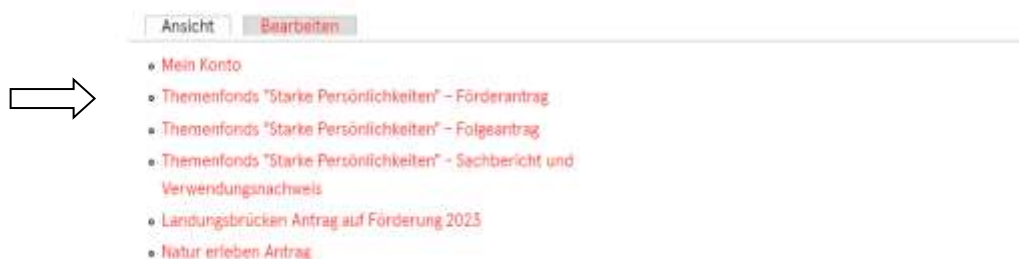 Ansicht Bearbeiten
Mein Konto
Themenfonds "Starke Persönlichkeiten" – Förderantrag
Themenfonds "Starke Persönlichkeiten" – Folgeantrag
Themenfonds "Starke Persönlichkeiten" - Sachbericht und
Verwendungsnachweis
Landungsbrücken Antrag auf Förderung 2023
Natur erleben Antrag